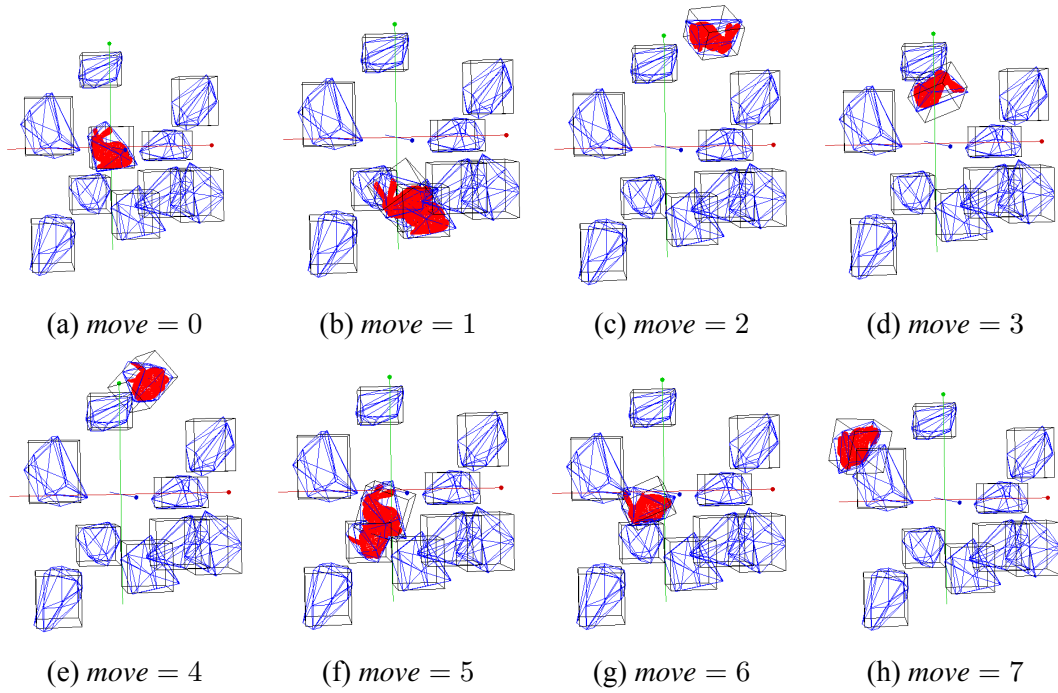 (a) move = 0
(b) move = 1
(c) move = 2
(d) move = 3
(e) move = 4
(f) move = 5
(g) move = 6
(h) move = 7